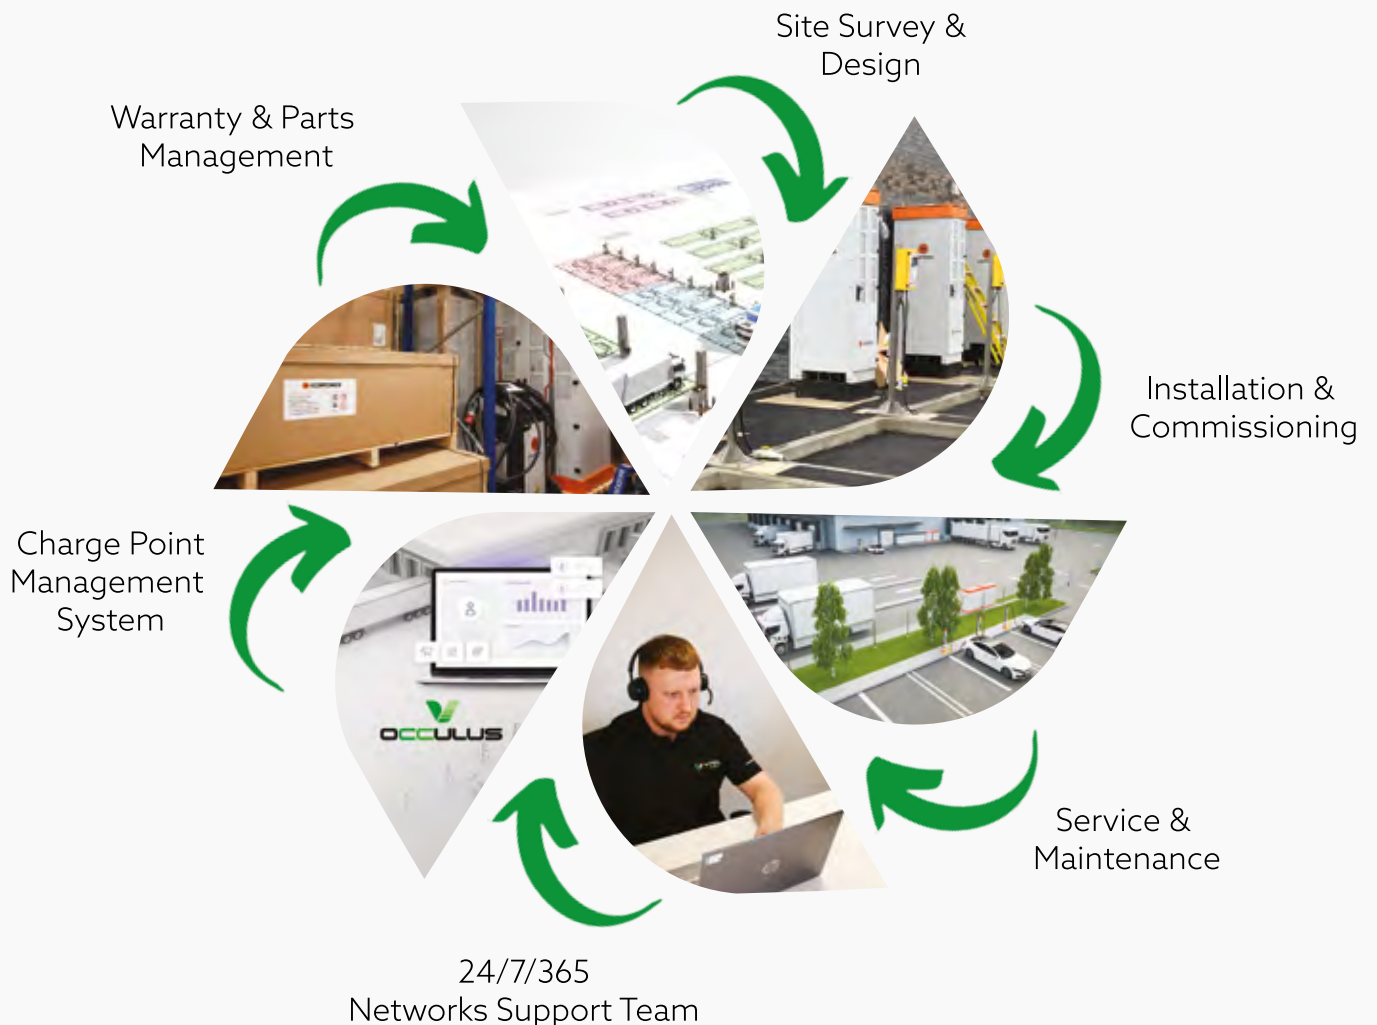 Site Survey &
Design
Warranty & Parts
Management
Installation &
Commissioning
Charge Point
Management
System
OCCULUS
Service &
Maintenance
24/7/365
Networks Support Team